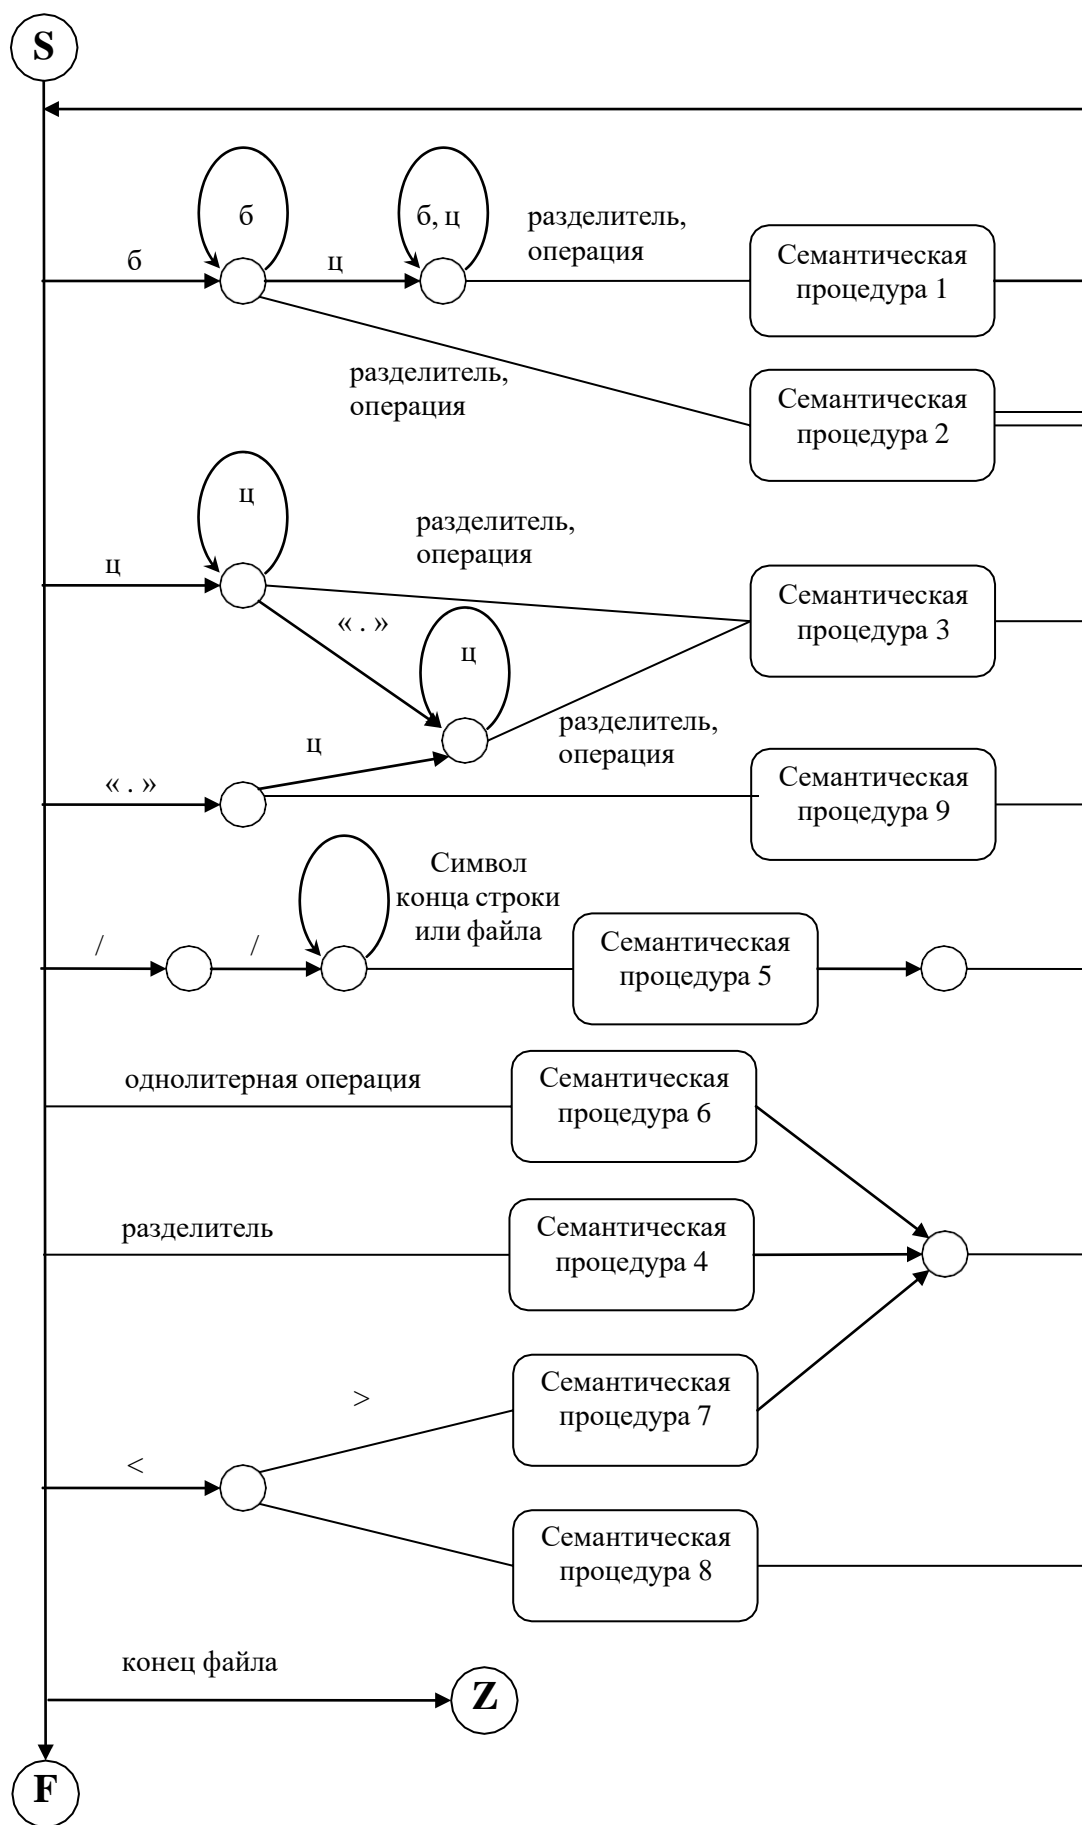 S
б
б, ц
разделитель,
операция
б
ц
Семантическая
процедура 1
разделитель,
операция
Семантическая
процедура 2
ц
разделитель,
операция
ц
Семантическая
процедура 3
« . »
ц
разделитель,
операция
ц
« . »
Семантическая
процедура 9
Символ
конца строки
или файла
/
/
Семантическая
процедура 5
однолитерная операция
Семантическая
процедура 6
разделитель
Семантическая
процедура 4
>
Семантическая
процедура 7
<
Семантическая
процедура 8
конец файла
Z
F